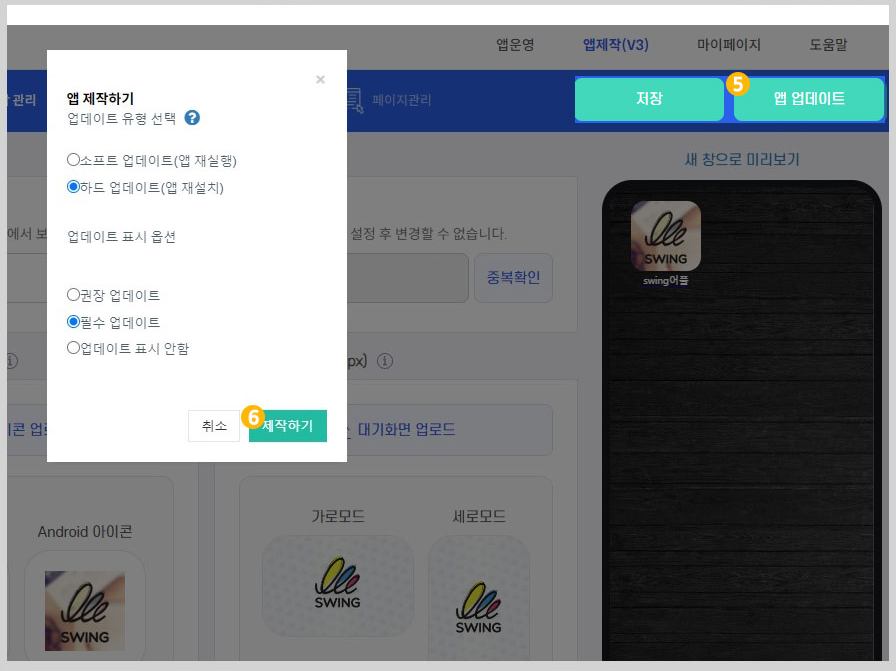 앱운영 앱제작(V3) 마이페이지 도움말
관리 페이지관리 저장 5 앱 업데이트
×
앱 제작하기
업데이트 유형 선택 ?
소프트 업데이트(앱 재실행)
하드 업데이트(앱 재설치)
업데이트 표시 옵션
권장 업데이트
필수 업데이트
업데이트 표시 안함
취소 6 제작하기
에서 설정 후 변경할 수 없습니다.
중복확인
px) i
대기화면 업로드
Android 아이콘
SWING
가로모드 세로모드
SWING
SWING
새 창으로 미리보기
SWING
swing어플